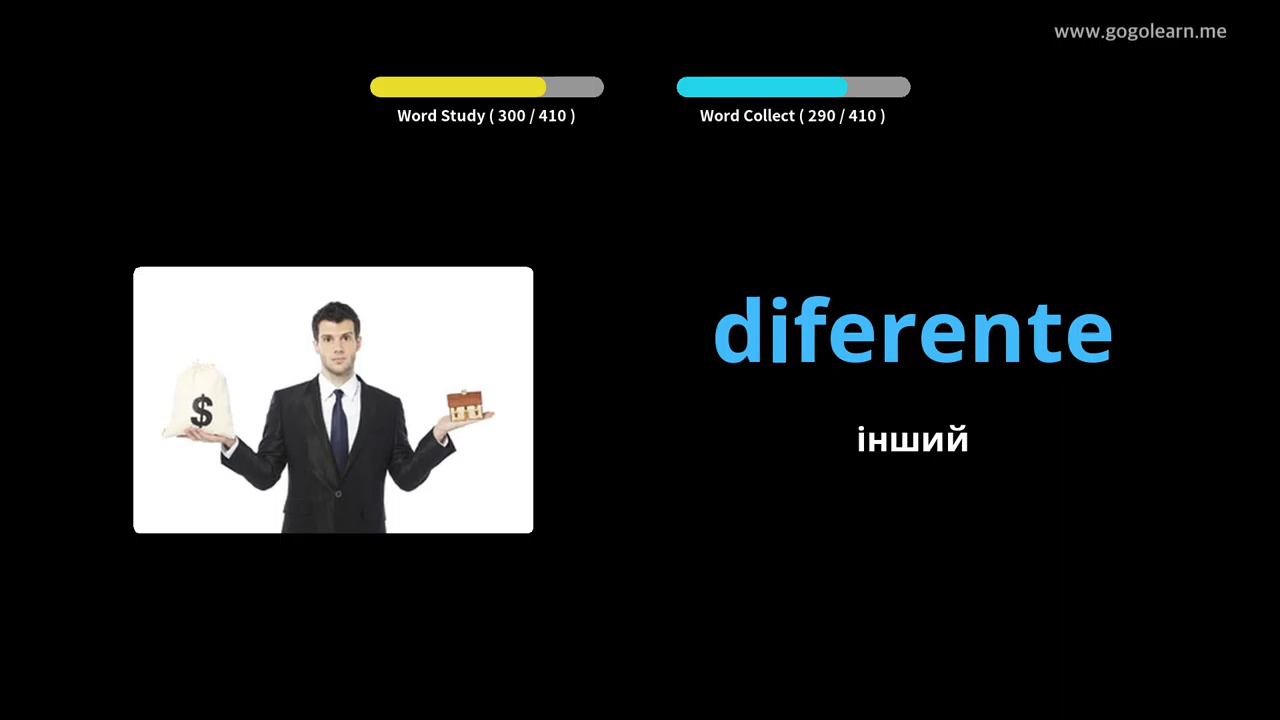 www.gogolearn.me
Word Study ( 300 / 410 )
Word Collect ( 290 / 410 )
$
diferente
інший